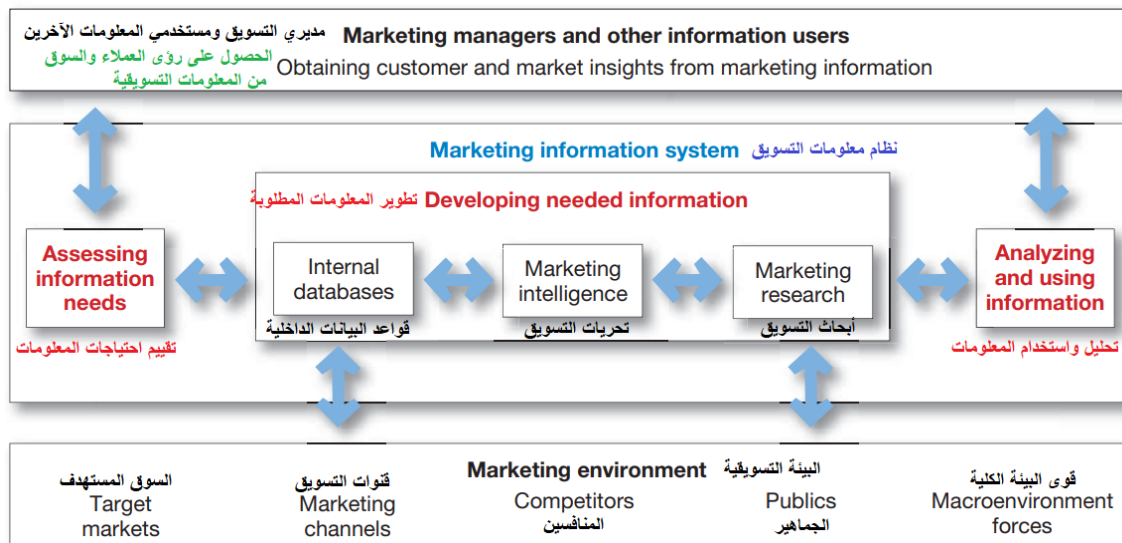 مديري التسويق ومستخدمي المعلومات الآخرين Marketing managers and other information users
الحصول على رؤى العملاء والسوق
من المعلومات التسويقية
Obtaining customer and market insights from marketing information
Marketing information system نظام معلومات التسويق
تطوير المعلومات المطلوبة Developing needed information
Assessing
information
needs
تقييم احتياجات المعلومات
Internal
databases
قواعد البيانات الداخلية
Marketing
intelligence
تحريات التسويق
Marketing
research
أبحاث التسويق
Analyzing
and using
information
تحليل واستخدام المعلومات
Marketing environment البيئة التسويقية
السوق المستهدف
Target
markets
قنوات التسويق
Marketing
channels
Competitors
المنافسين
Publics
الجماهير
قوى البيئة الكلية
Macroenvironment
forces